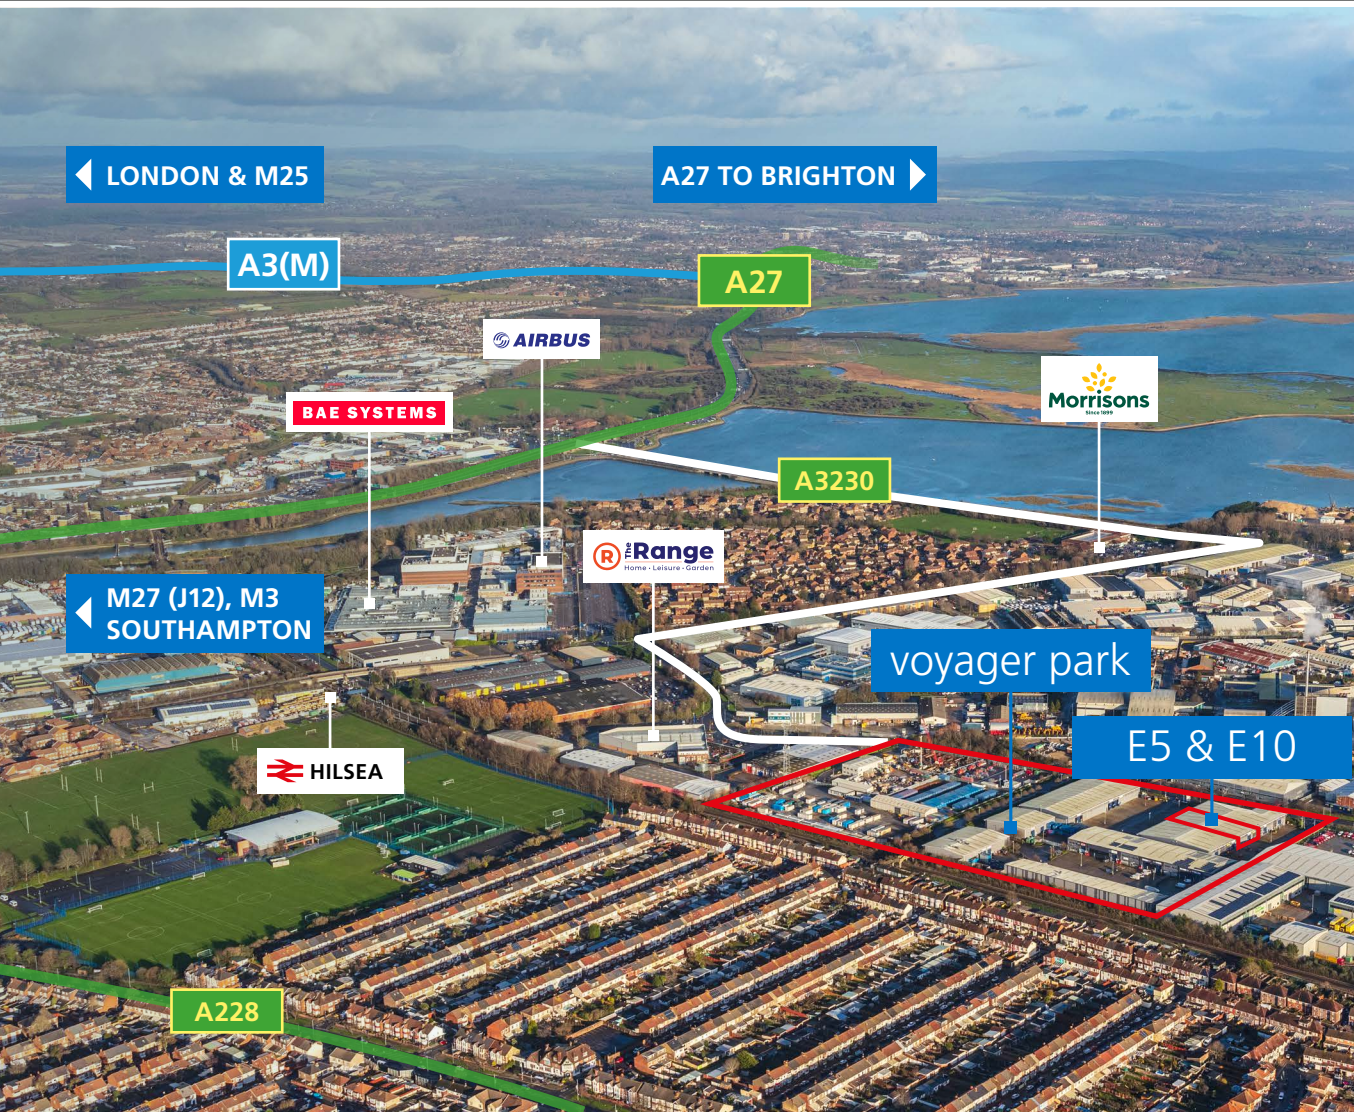 LONDON & M25
A27 TO BRIGHTON
A3(M)
A27
AIRBUS
BAE SYSTEMS
Morrisons
Since 1899
A3230
R The Range
Home • Leisure • Garden
M27 (J12), M3
SOUTHAMPTON
voyager park
E5 & E10
HILSEA
A228